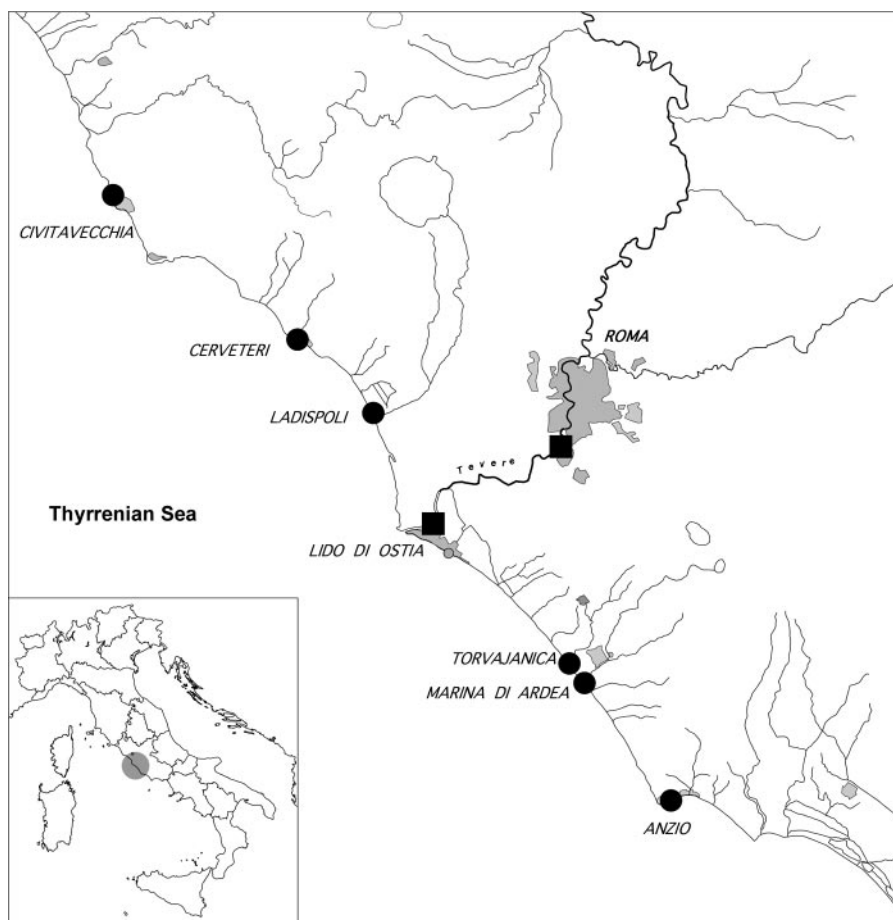 CIVITAVECCHIA
CERVETERI
ROMA
LADISPOLI
Tevere
Thyrrenian Sea
LIDO DI OSTIA
TORVAJANICA
MARINA DI ARDEA
ANZIO